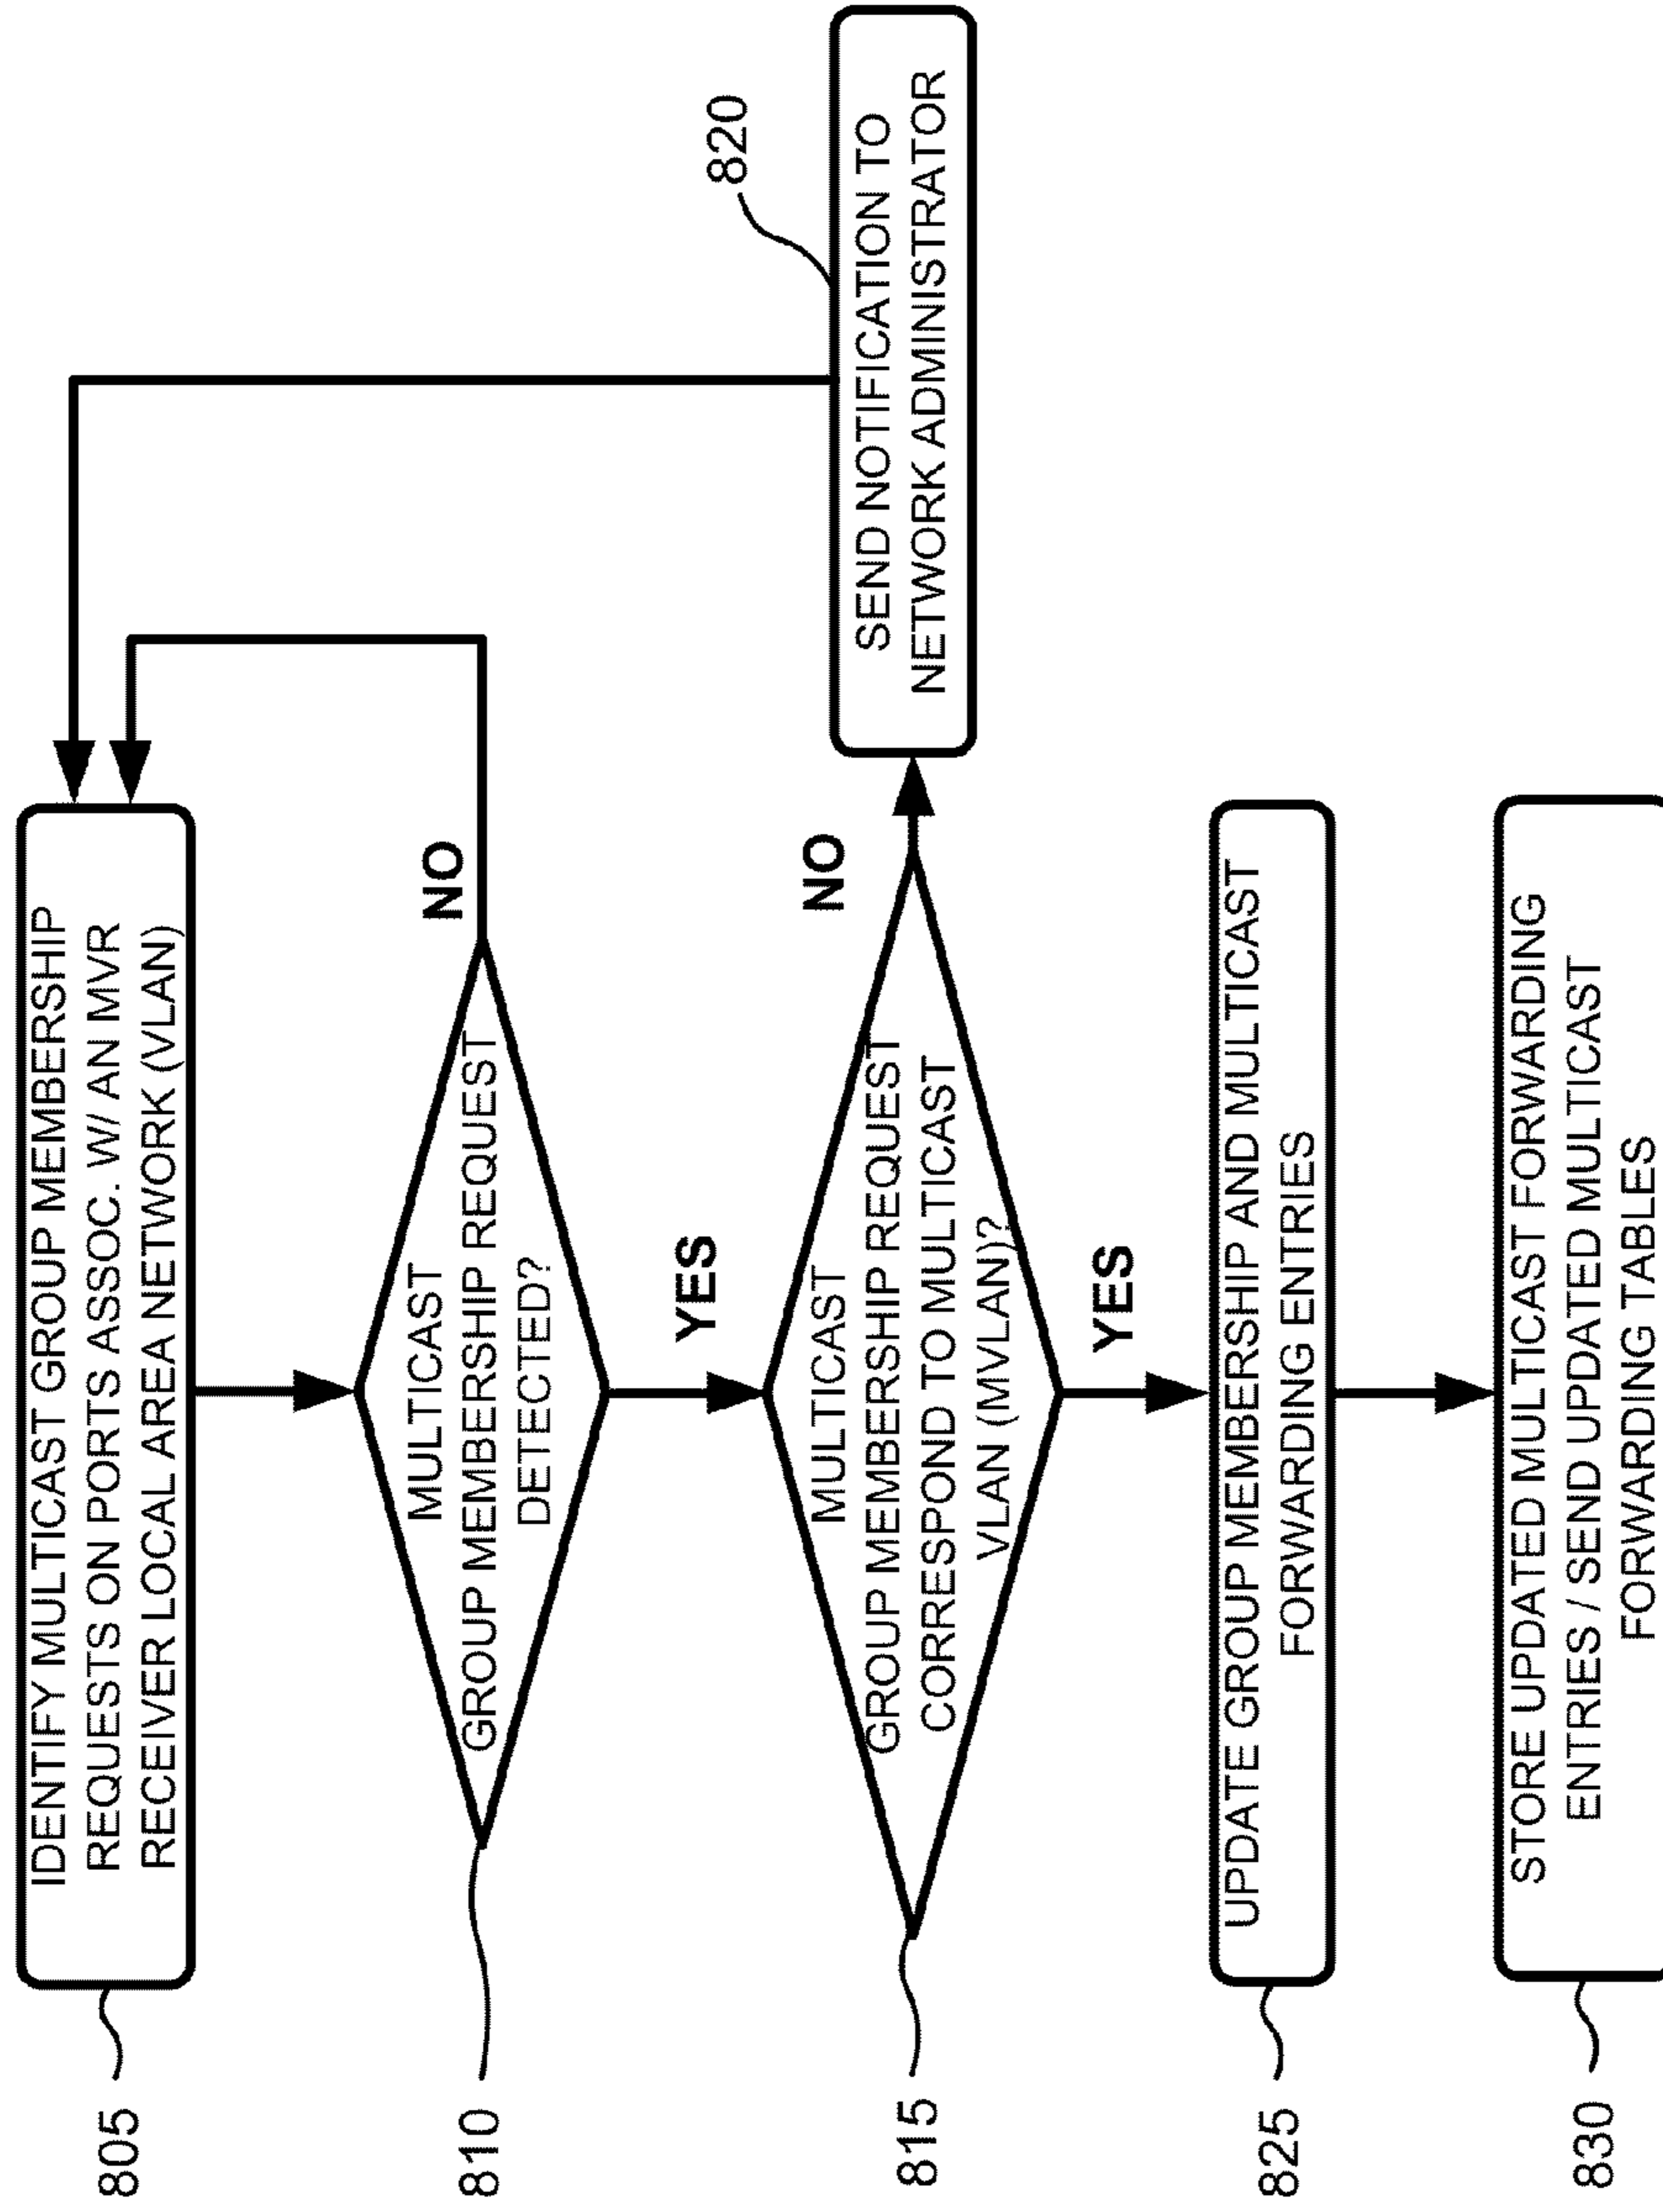 805
IDENTIFY MULTICAST GROUP MEMBERSHIP
REQUESTS ON PORTS ASSOC. W/ AN MVR
RECEIVER LOCAL AREA NETWORK (VLAN)
810
MULTICAST
GROUP MEMBERSHIP REQUEST
DETECTED?
NO
YES
815
MULTICAST
GROUP MEMBERSHIP REQUEST
CORRESPOND TO MULTICAST
VLAN (MVLAN)?
NO
820
SEND NOTIFICATION TO
NETWORK ADMINISTRATOR
YES
825
UPDATE GROUP MEMBERSHIP AND MULTICAST
FORWARDING ENTRIES
830
STORE UPDATED MULTICAST FORWARDING
ENTRIES / SEND UPDATED MULTICAST
FORWARDING TABLES